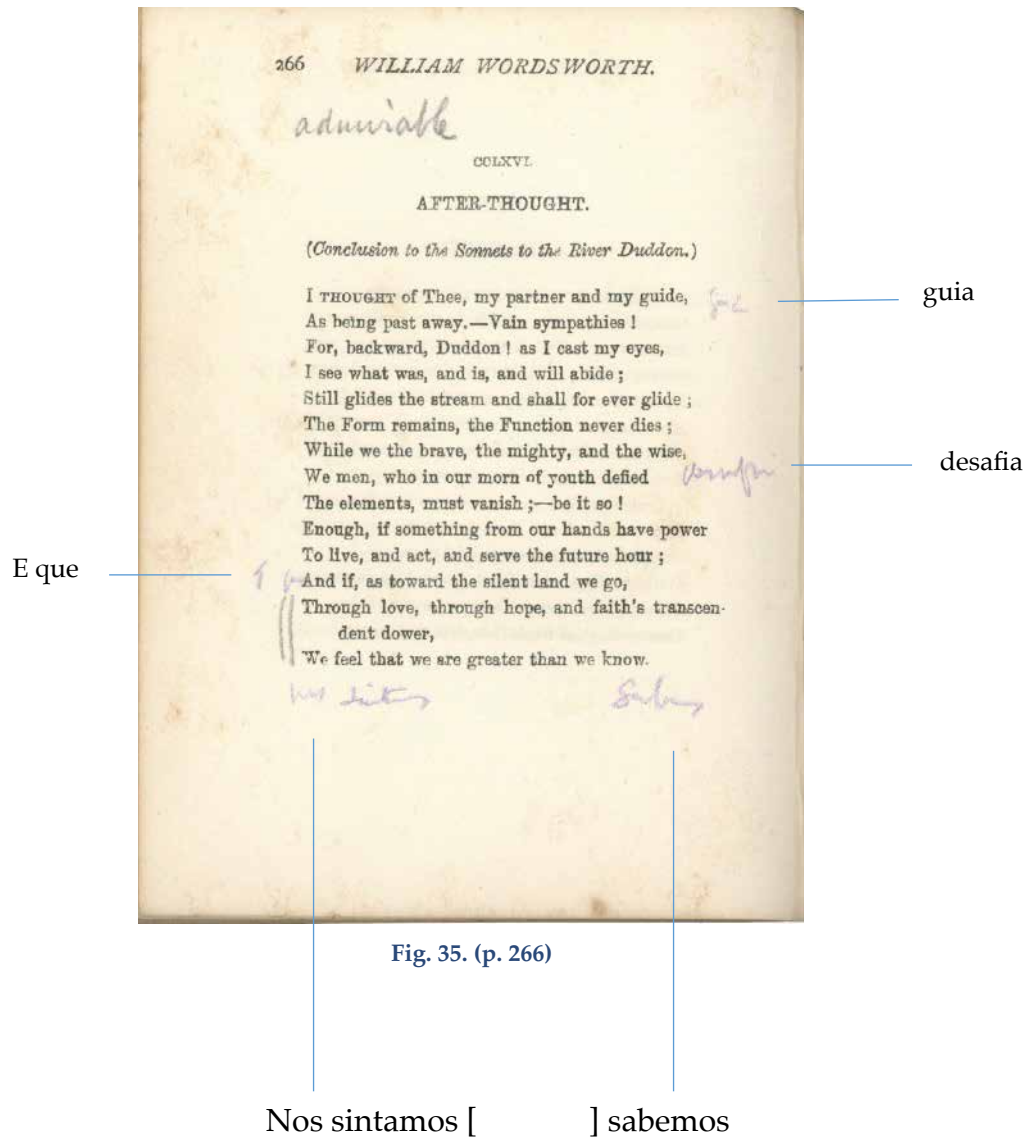 266 WILLIAM WORDSWORTH.
admirable
CCLXVI.
AFTER-THOUGHT.
(Conclusion to the Sonnets to the River Duddon.)
I THOUGHT of Thee, my partner and my guide,
guia
As being past away.—Vain sympathies !
For, backward, Duddon ! as I cast my eyes,
I see what was, and is, and will abide ;
Still glides the stream and shall for ever glide ;
The Form remains, the Function never dies ;
While we the brave, the mighty, and the wise,
We men, who in our morn of youth defied
desafia
The elements, must vanish ;—be it so !
Enough, if something from our hands have power
To live, and act, and serve the future hour ;
E que
And if, as toward the silent land we go,
Through love, through hope, and faith's transcen-
dent dower,
We feel that we are greater than we know.
Fig. 35. (p. 266)
Nos sintamos [ ] sabemos